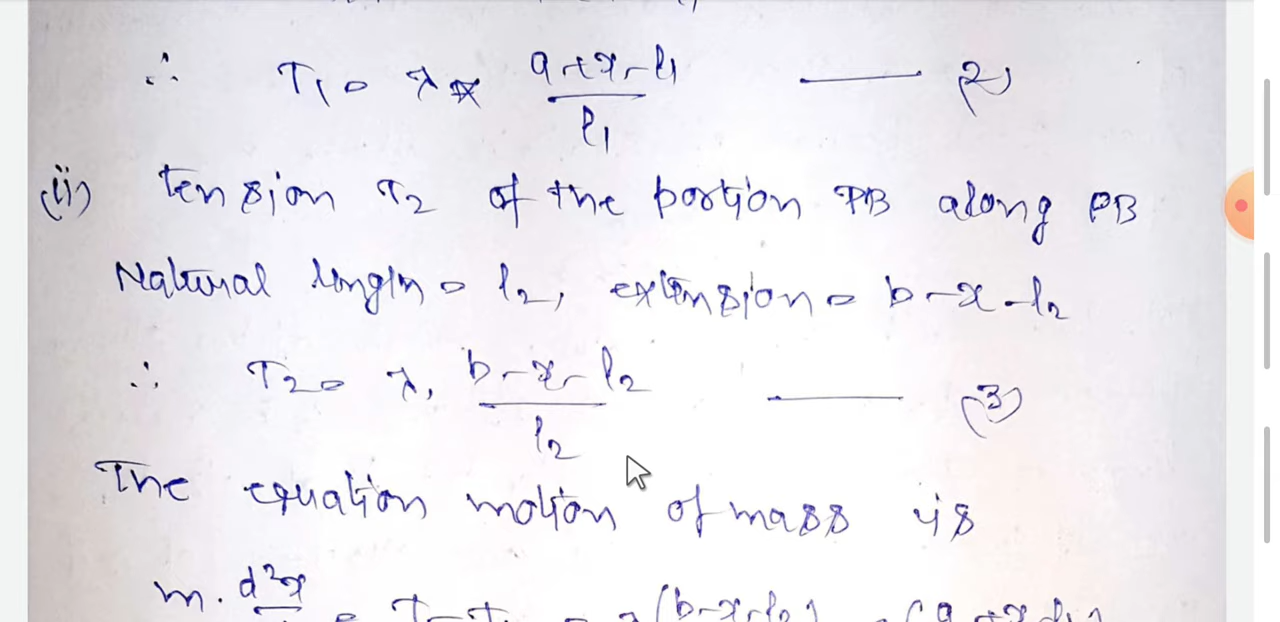 ∴ T₁ = λ × (a+x-l₁)/l₁ —— (2)
(ii) tension T₂ of the portion PB along PB
Natural length = l₂, extension = b-x-l₂
∴ T₂ = λ. (b-x-l₂)/l₂ —— (3)
The equation motion of mass is
m. d²x